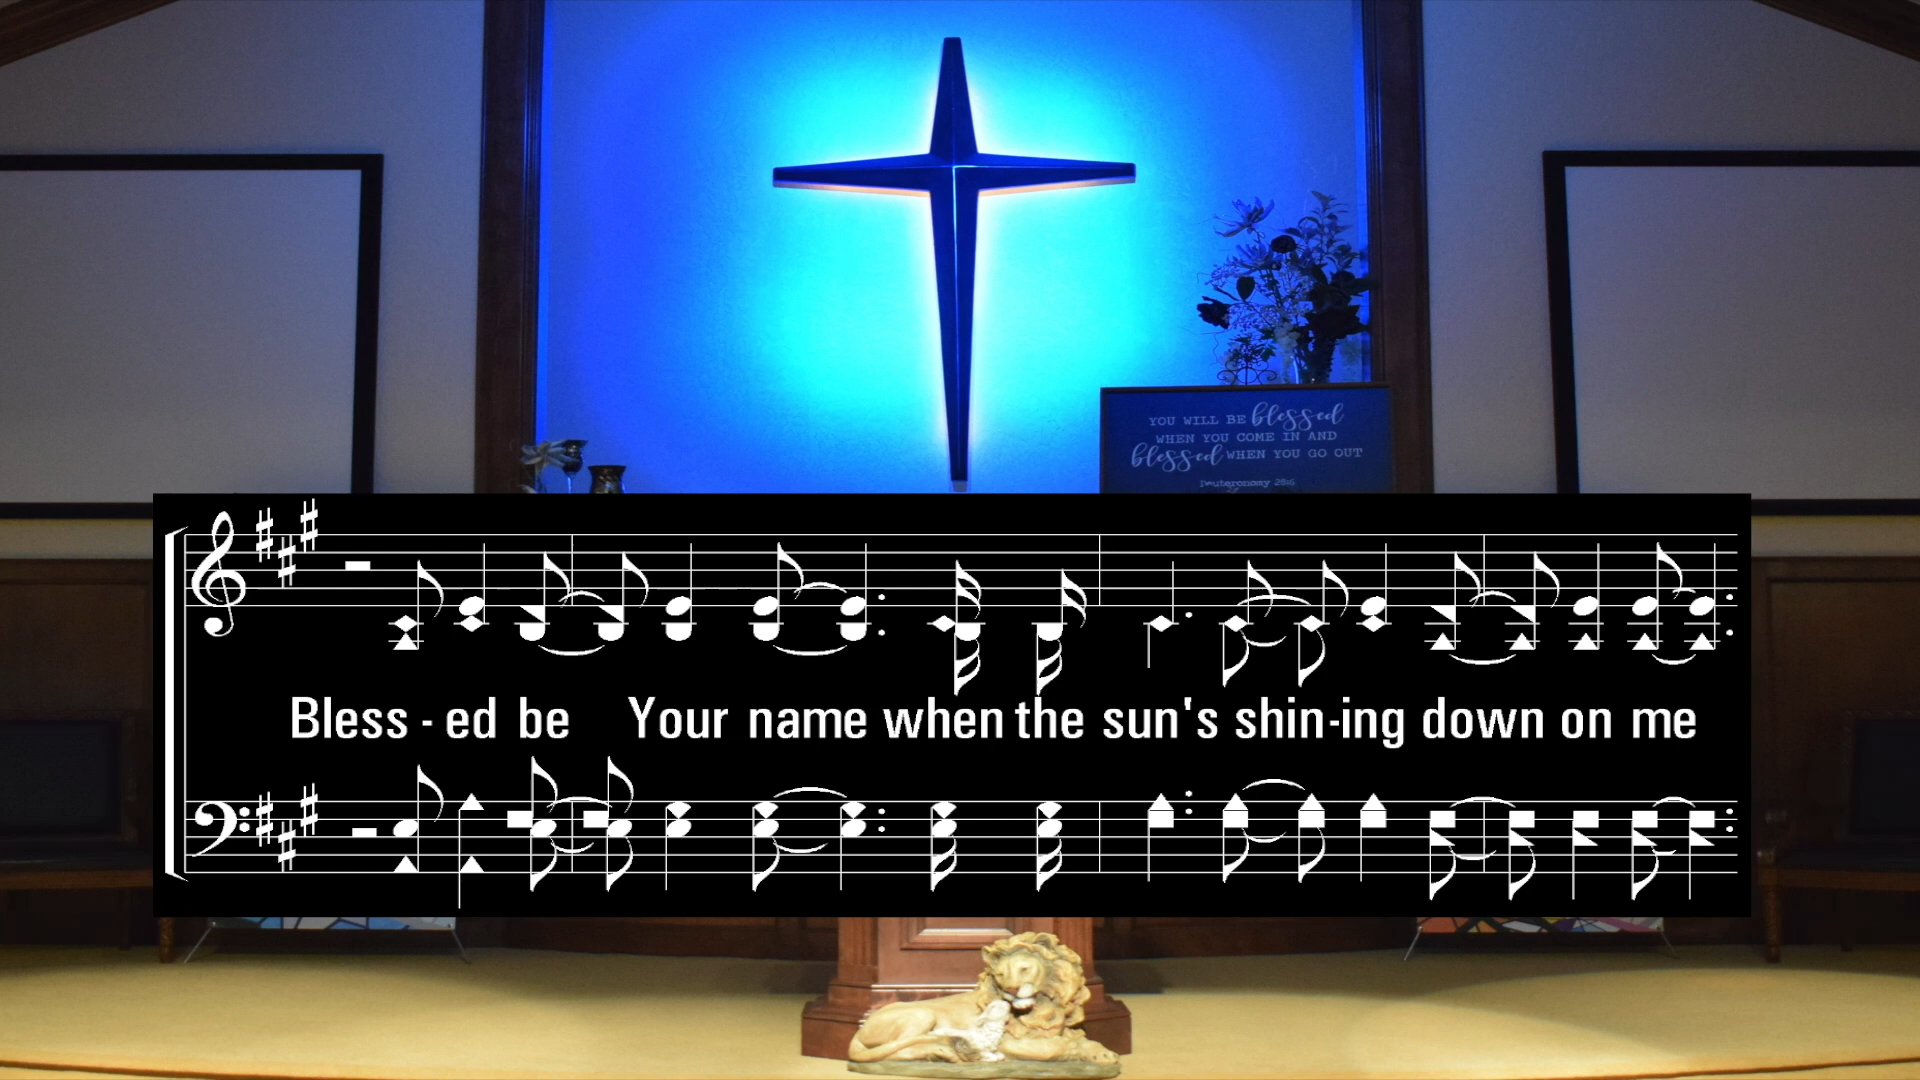 YOU WILL BE blessed
WHEN YOU COME IN AND
blessed WHEN YOU GO OUT
Deuteronomy 28:6
Bless - ed be Your name when the sun's shin-ing down on me